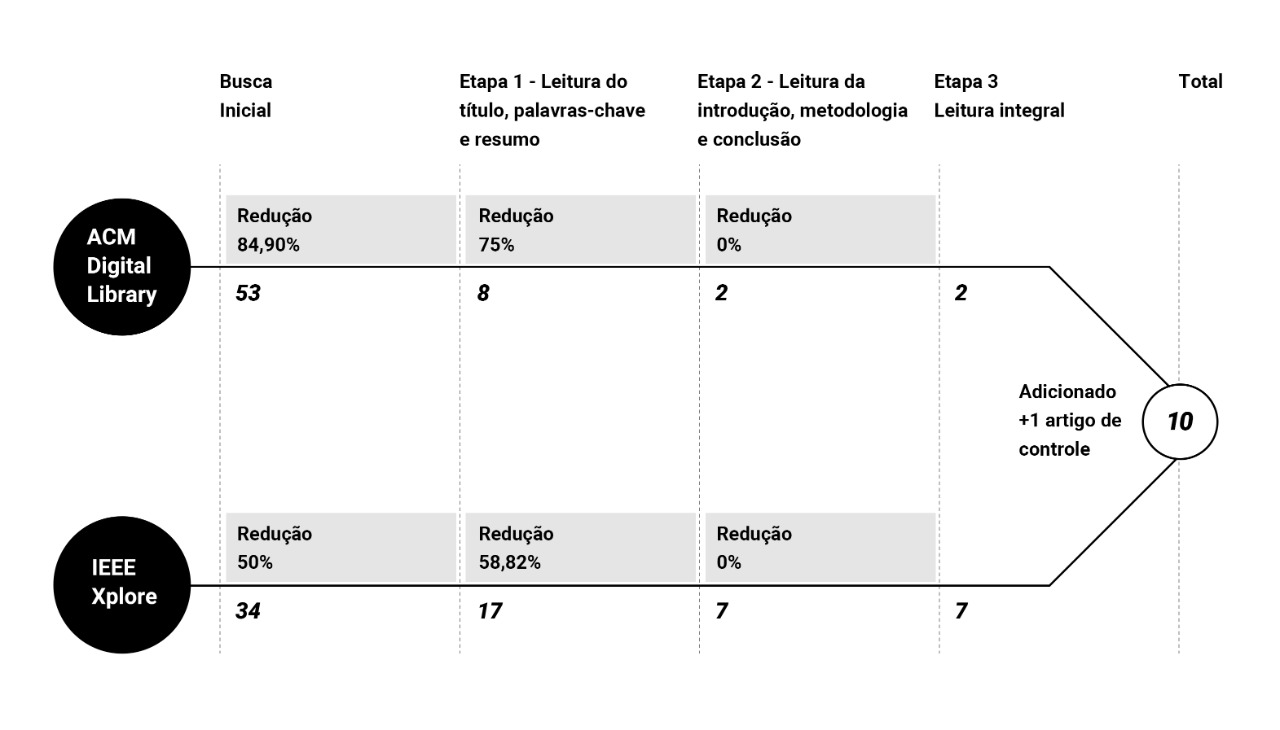 Busca
Inicial
Etapa 1 - Leitura do
título, palavras-chave
e resumo
Etapa 2 - Leitura da
introdução, metodologia
e conclusão
Etapa 3
Leitura integral
Total
ACM
Digital
Library
Redução
84,90%
Redução
75%
Redução
0%
53
8
2
2
Adicionado
+1 artigo de
controle
10
IEEE
Xplore
Redução
50%
Redução
58,82%
Redução
0%
34
17
7
7